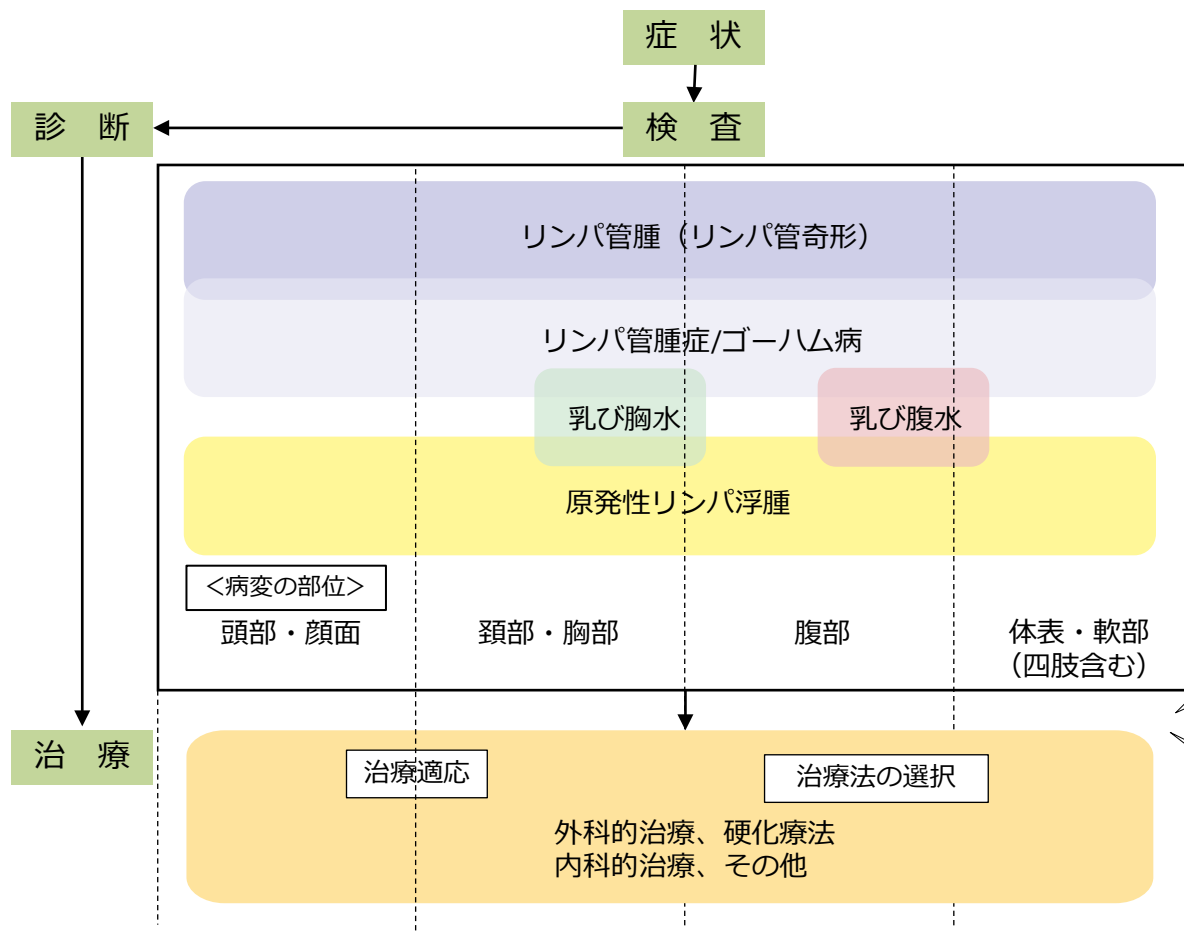 症　状
診　断
検　査
リンパ管腫（リンパ管奇形）
リンパ管腫症/ゴーハム病
乳び胸水
乳び腹水
原発性リンパ浮腫
＜病変の部位＞
頭部・顔面
頚部・胸部
腹部
体表・軟部
（四肢含む）
治　療
治療適応
治療法の選択
外科的治療、硬化療法
内科的治療、その他